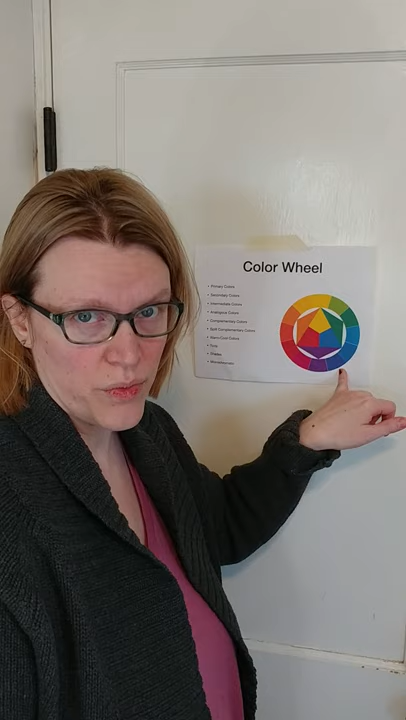 Color Wheel
• Primary Colors
• Secondary Colors
• Intermediate Colors
• Analogous Colors
• Complementary Colors
• Split Complementary Colors
• Warm/Cool Colors
• Tints
• Shades
• Monochromatic